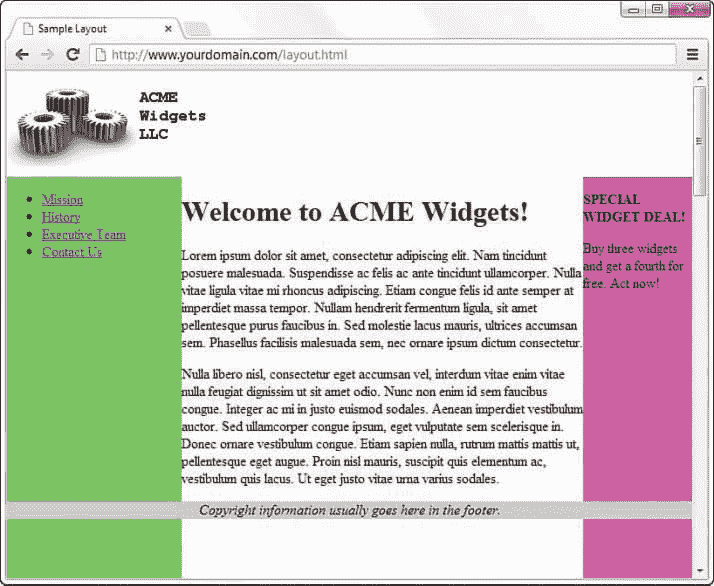 Sample Layout
http://www.yourdomain.com/layout.html
ACME
Widgets
LLC
Mission
History
Executive Team
Contact Us
Welcome to ACME Widgets!
Lorem ipsum dolor sit amet, consectetur adipiscing elit. Nam tincidunt
posuere malesuada. Suspendisse ac felis ac ante tincidunt ullamcorper. Nulla
vitae ligula vitae mi rhoncus adipiscing. Etiam congue felis id ante semper at
imperdiet massa tempor. Nullam hendrerit fermentum ligula, sit amet
pellentesque purus faucibus in. Sed molestie lacus mauris, ultrices accumsan
sem. Phasellus facilisis malesuada sem, nec ornare ipsum dictum consectetur.
Nulla libero nisl, consectetur eget accumsan vel, interdum vitae enim vitae
nulla feugiat dignissim ut sit amet odio. Nunc non enim id sem faucibus
congue. Integer ac mi in justo euismod sodales. Aenean imperdiet vestibulum
auctor. Sed ullamcorper congue ipsum, eget vulputate sem scelerisque in.
Donec ornare vestibulum congue. Etiam sapien nulla, rutrum mattis mattis ut,
pellentesque eget augue. Proin nisl mauris, suscipit quis elementum ac,
vestibulum quis lacus. Ut eget justo vitae urna varius sodales.
SPECIAL
WIDGET DEAL!
Buy three widgets
and get a fourth for
free. Act now!
Copyright information usually goes here in the footer.